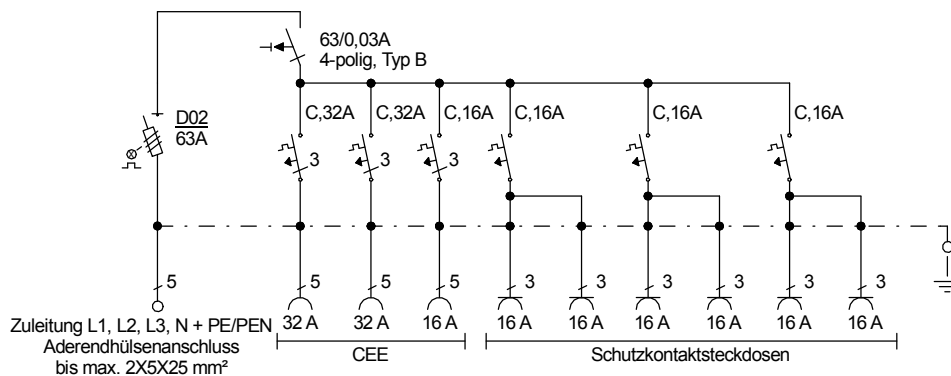 63/0,03A
4-polig, Typ B
D02
63A
C,32A C,32A C,16A C,16A C,16A C,16A
3 3 3
5 5 5 5 3 3 3 3 3 3
32 A 32 A 16 A 16 A 16 A 16 A 16 A 16 A 16 A
Zuleitung L1, L2, L3, N + PE/PEN
Aderendhülsenanschluss
bis max. 2X5X25 mm²
CEE
Schutzkontaktsteckdosen